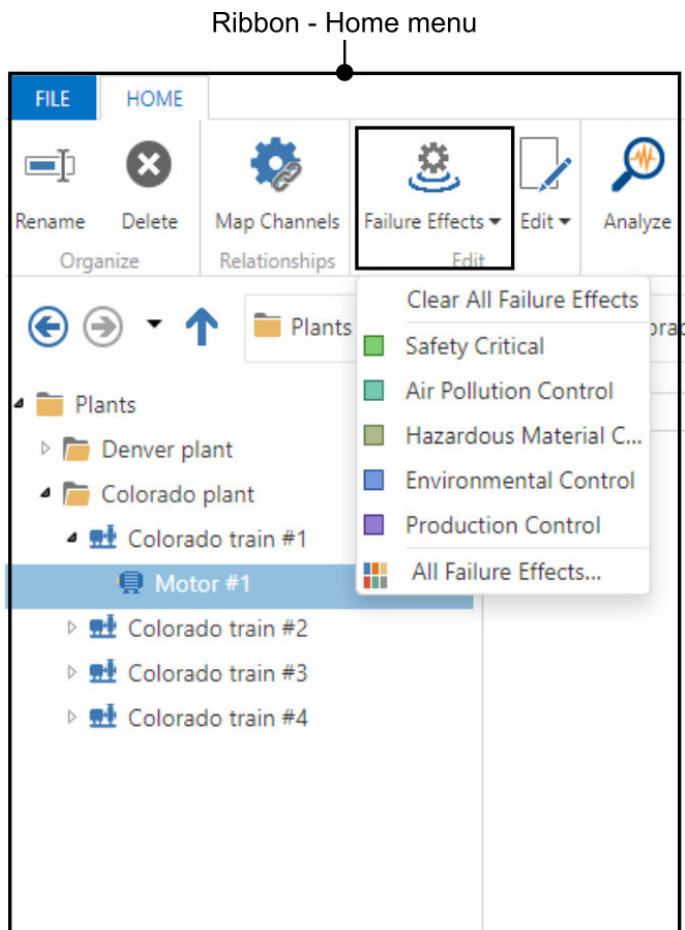 Ribbon - Home menu
FILE HOME
Rename Delete Map Channels Failure Effects Edit Analyze
Organize Relationships Edit
Plants
Clear All Failure Effects
Safety Critical
Air Pollution Control
Hazardous Material C...
Environmental Control
Production Control
All Failure Effects...
Plants
Denver plant
Colorado plant
Colorado train #1
Motor #1
Colorado train #2
Colorado train #3
Colorado train #4